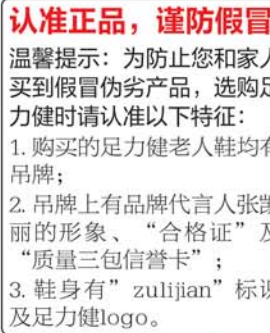 认准正品，谨防假冒
温馨提示：为防止您和家人
买到假冒伪劣产品，选购足
力健时请认准以下特征：
1. 购买的足力健老人鞋均有
吊牌；
2. 吊牌上有品牌代言人张凯
丽的形象、“合格证”及
“质量三包信誉卡”；
3. 鞋身有” zulijian”标识
及足力健logo。